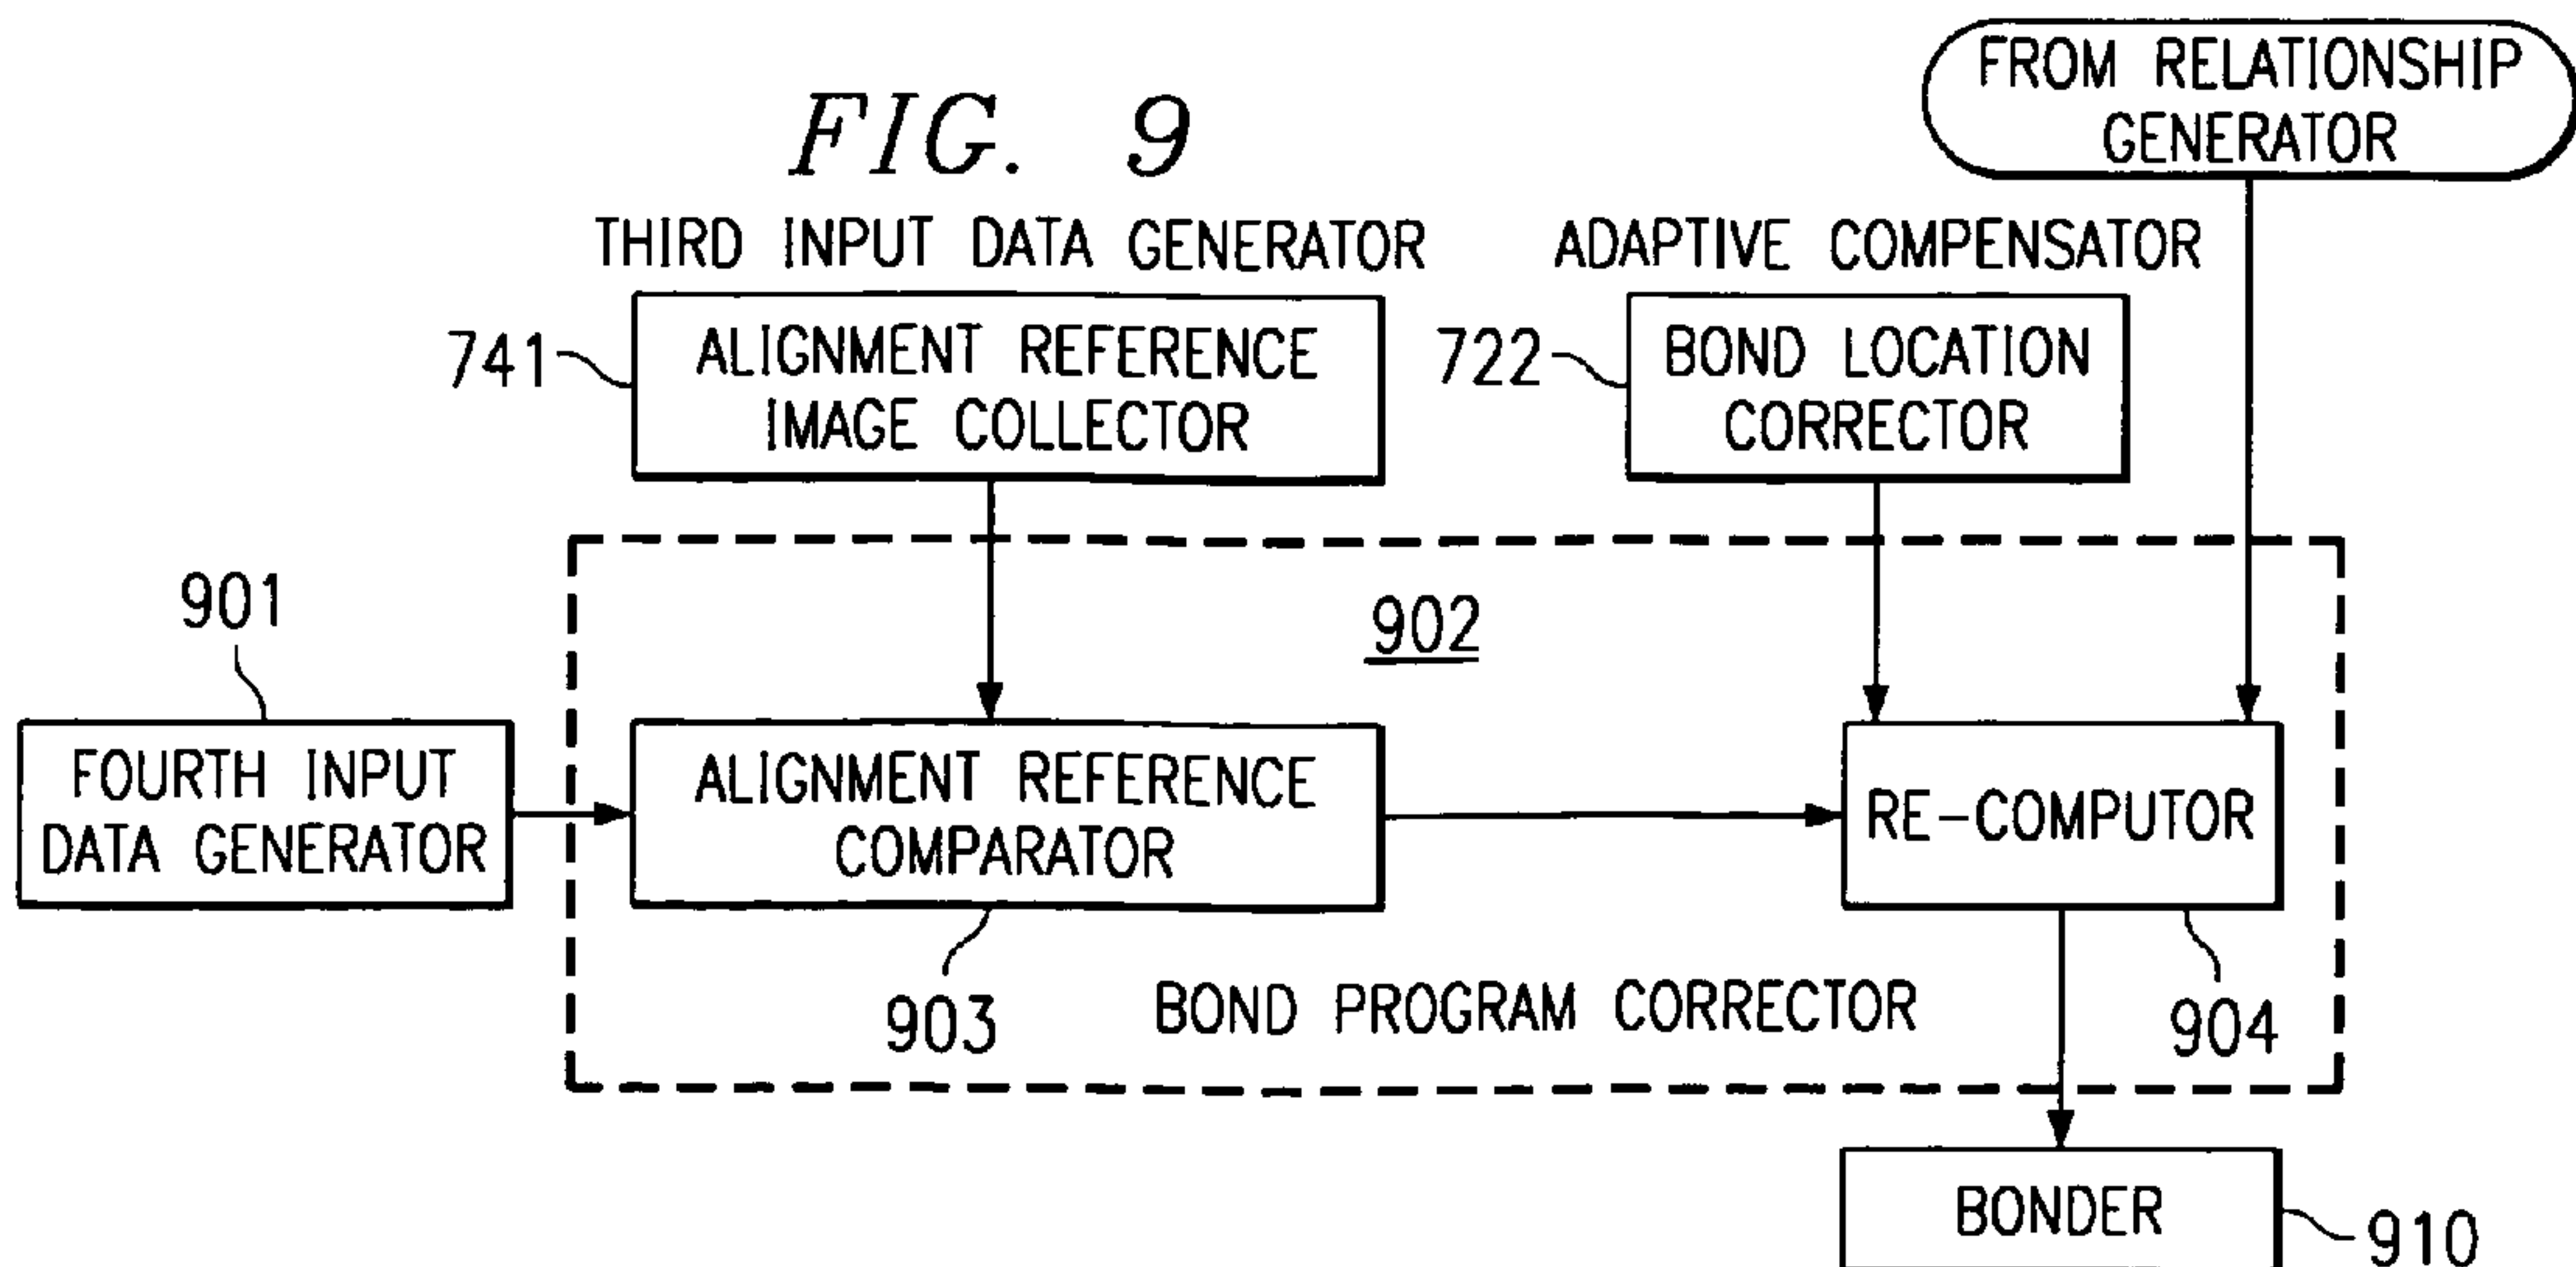 FROM RELATIONSHIP
GENERATOR
FIG. 9
THIRD INPUT DATA GENERATOR
ADAPTIVE COMPENSATOR
741
ALIGNMENT REFERENCE
IMAGE COLLECTOR
722
BOND LOCATION
CORRECTOR
901
902
FOURTH INPUT
DATA GENERATOR
ALIGNMENT REFERENCE
COMPARATOR
RE-COMPUTOR
903
BOND PROGRAM CORRECTOR
904
BONDER
910